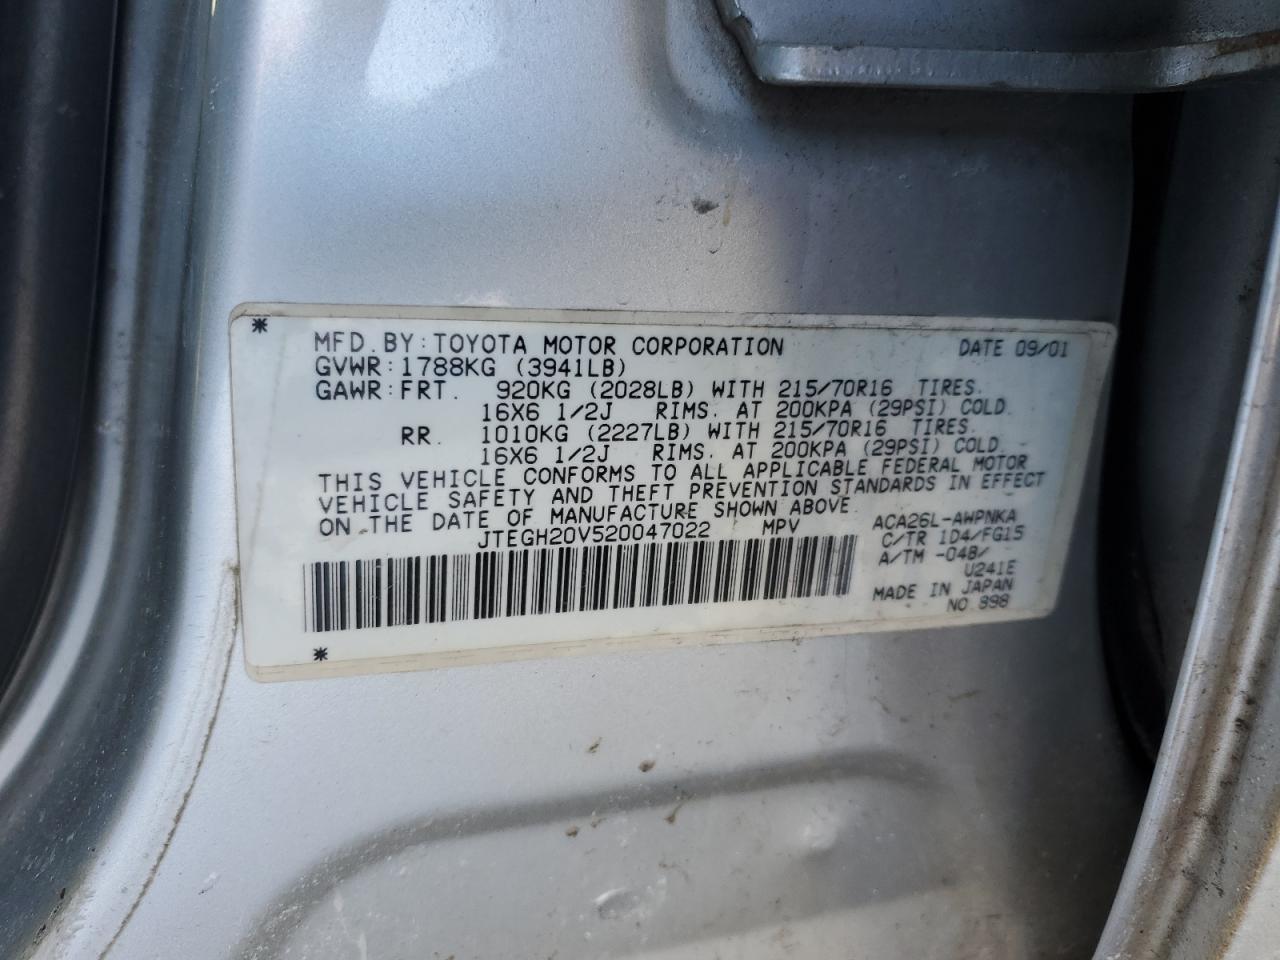 MFD. BY: TOYOTA MOTOR CORPORATION DATE 09/01
GVWR: 1788KG (3941LB)
GAWR: FRT. 920KG (2028LB) WITH 215/70R16 TIRES.
16X6 1/2J RIMS. AT 200KPA (29PSI) COLD.
RR. 1010KG (2227LB) WITH 215/70R16 TIRES.
16X6 1/2J RIMS. AT 200KPA (29PSI) COLD.
THIS VEHICLE CONFORMS TO ALL APPLICABLE FEDERAL MOTOR
VEHICLE SAFETY AND THEFT PREVENTION STANDARDS IN EFFECT
ON THE DATE OF MANUFACTURE SHOWN ABOVE.
JTEGH20V520047022 MPV
ACA26L-AWPNKA
C/TR 1D4/FG15
A/TM -04B/
U241E
MADE IN JAPAN
NO. 898